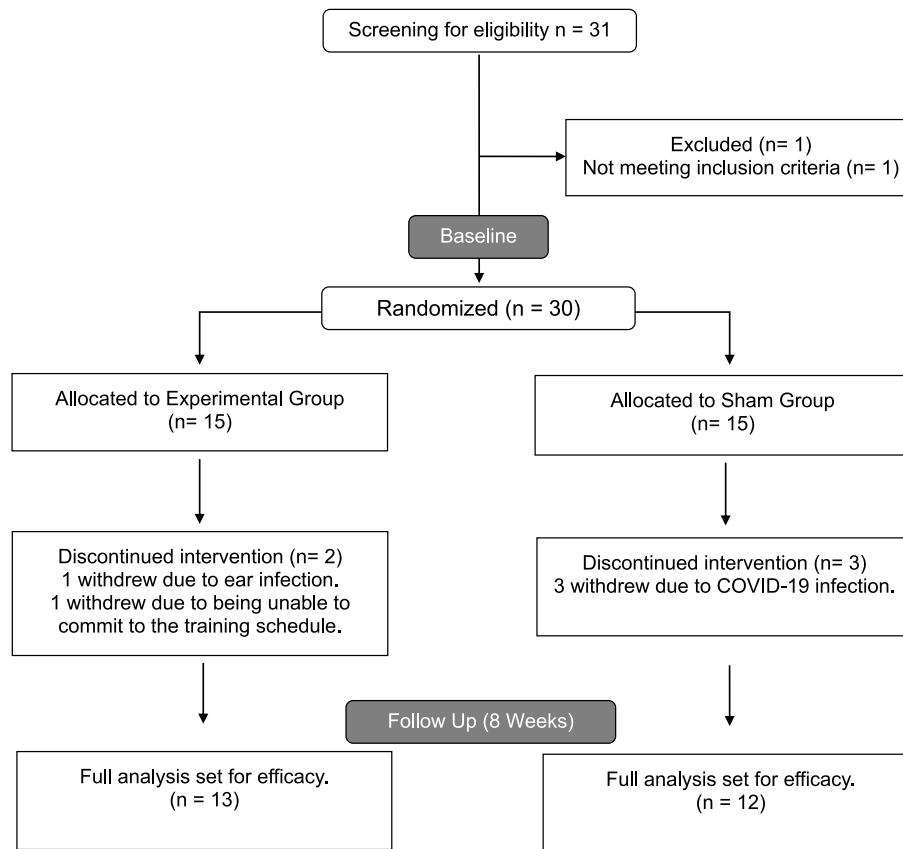 Screening for eligibility n = 31
Excluded (n= 1)
Not meeting inclusion criteria (n= 1)
Baseline
Randomized (n = 30)
Allocated to Experimental Group
(n= 15)
Allocated to Sham Group
(n= 15)
Discontinued intervention (n= 2)
1 withdrew due to ear infection.
1 withdrew due to being unable to
commit to the training schedule.
Discontinued intervention (n= 3)
3 withdrew due to COVID-19 infection.
Follow Up (8 Weeks)
Full analysis set for efficacy.
(n = 13)
Full analysis set for efficacy.
(n = 12)